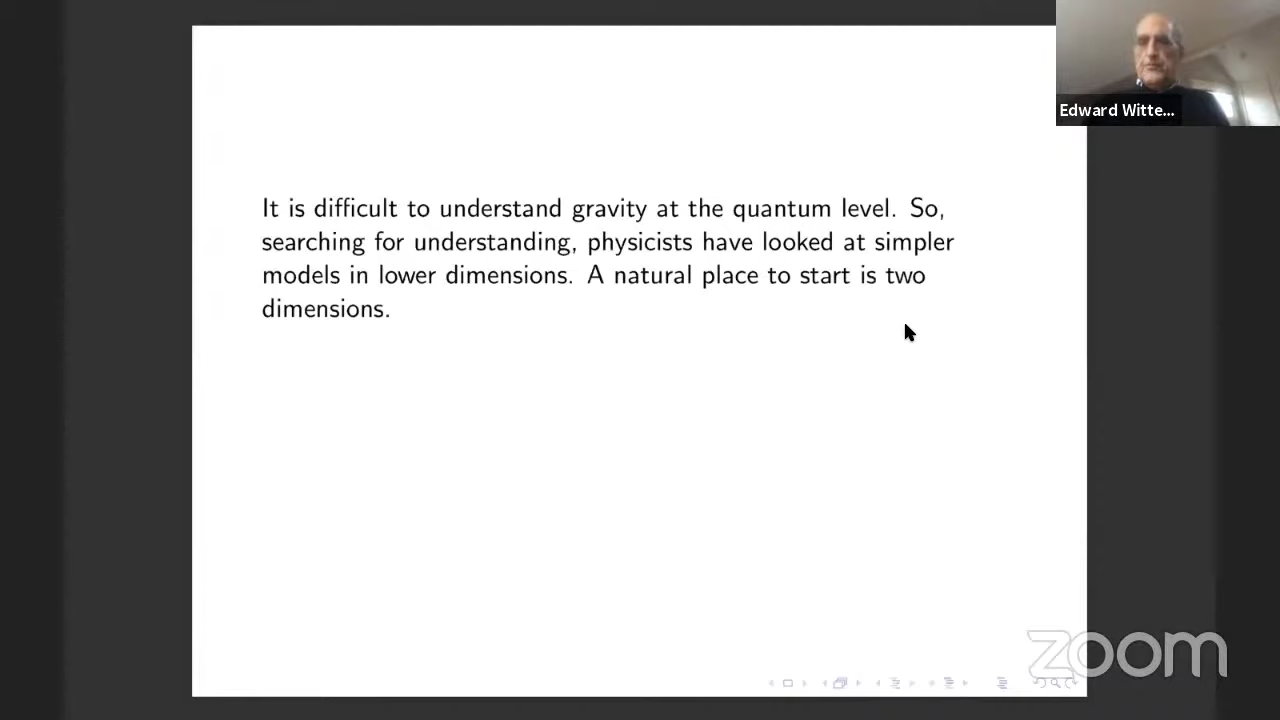 Edward Witte...
It is difficult to understand gravity at the quantum level. So,
searching for understanding, physicists have looked at simpler
models in lower dimensions. A natural place to start is two
dimensions.
zoom